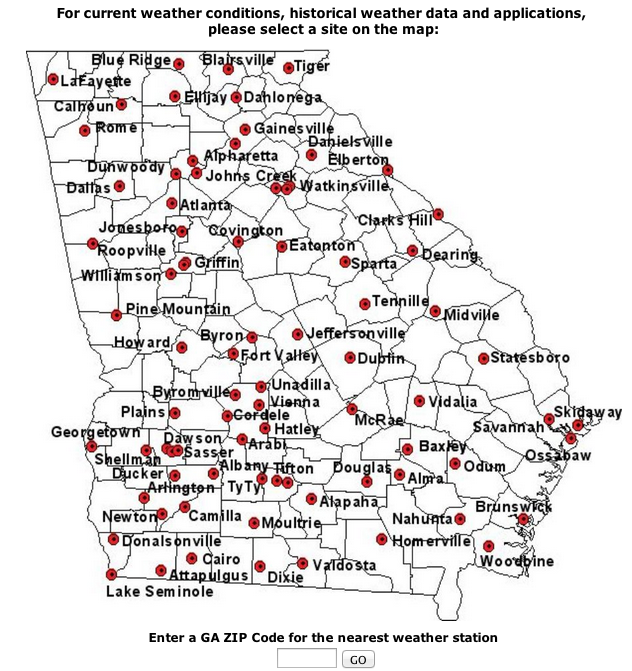 For current weather conditions, historical weather data and applications,
please select a site on the map:
Blue Ridge
Blairsville
Tiger
LaFayette
Ellijay
Dahlonega
Calhoun
Rome
Gainesville
Danielsville
Alpharetta
Elberton
Dunwoody
Johns Creek
Dallas
Watkinsville
Atlanta
Clarks Hill
Jonesboro
Covington
Roopville
Eatonton
Dearing
Griffin
Sparta
Williamson
Tennille
Pine Mountain
Midville
Byron
Jeffersonville
Howard
Fort Valley
Dublin
Statesboro
Unadilla
Byromville
Vienna
Vidalia
Plains
Cordele
McRae
Skidaway
Savannah
Hatley
Georgetown
Dawson
Arabi
Baxley
Sasser
Shellman
Ossabaw
Albany
Tifton
Douglas
Odum
Ducker
Alma
Arlington
TyTy
Alapaha
Brunswick
Newton
Camilla
Moultrie
Nahunta
Donalsonville
Homerville
Cairo
Valdosta
Woodbine
Attapulgus
Dixie
Lake Seminole
Enter a GA ZIP Code for the nearest weather station
GO